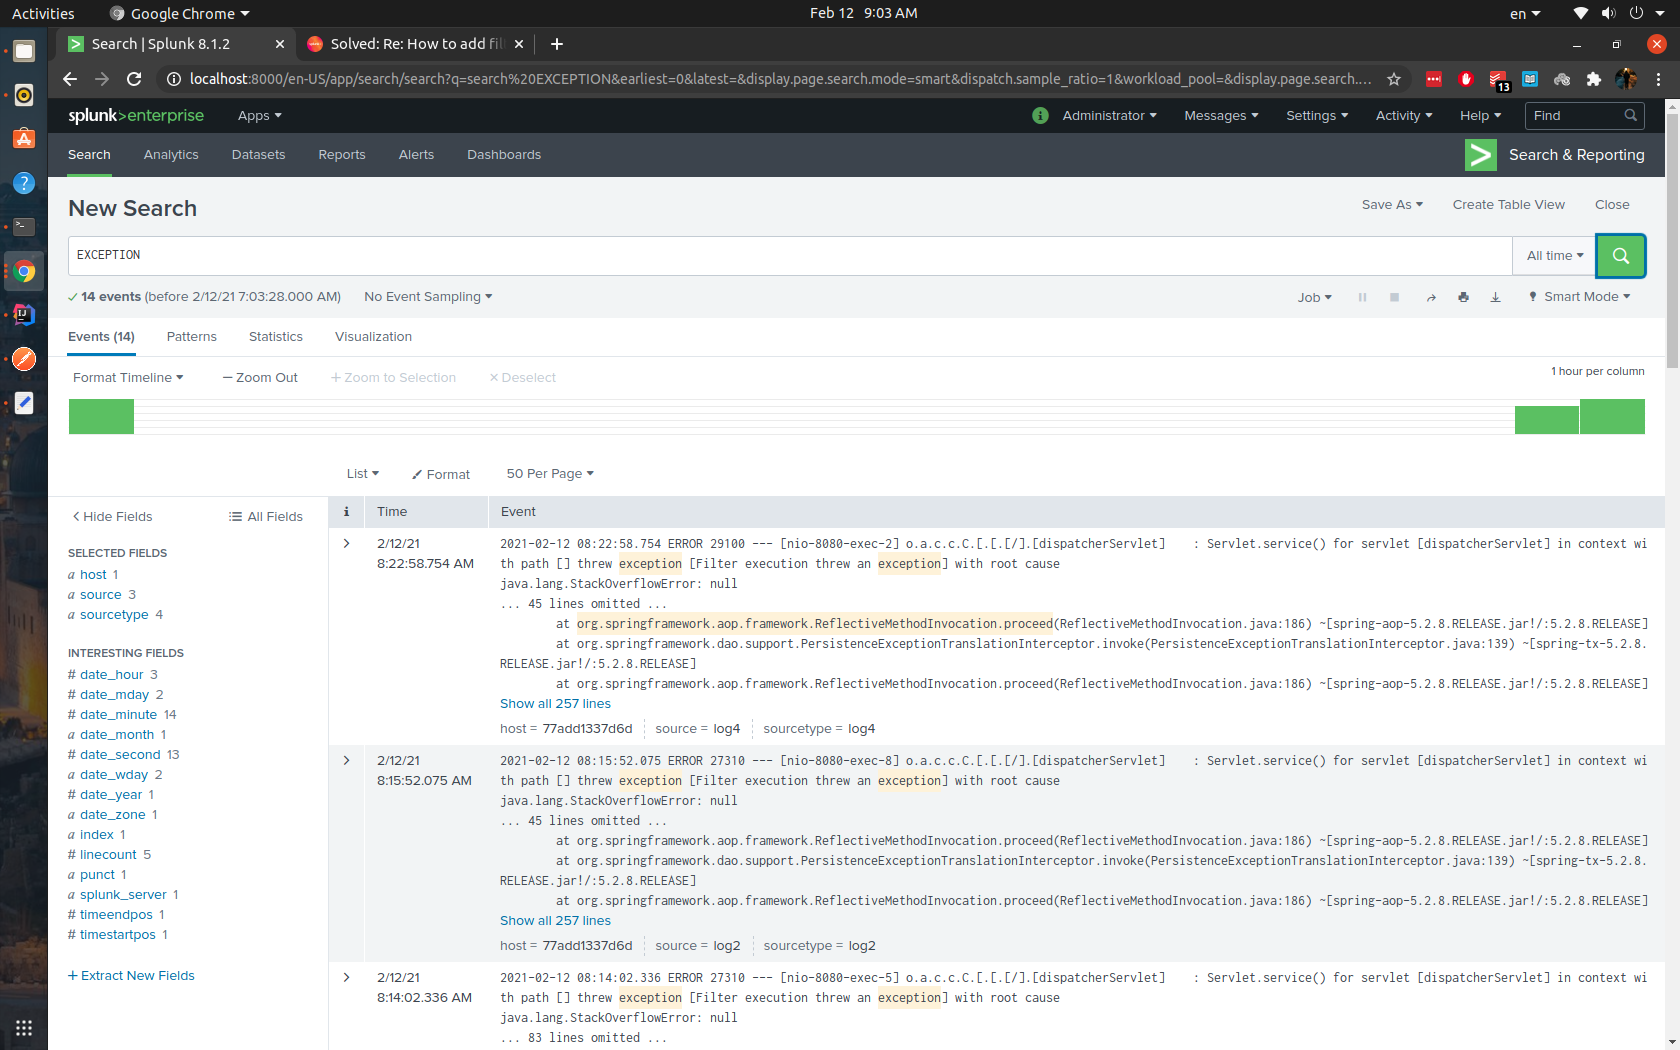 Activities
Google Chrome
Feb 12 9:03 AM
en
Search | Splunk 8.1.2
Solved: Re: How to add fil
localhost:8000/en-US/app/search/search?q=search%20EXCEPTION&earliest=0&latest=&display.page.search.mode=smart&dispatch.sample_ratio=1&workload_pool=&display.page.search....
13
splunk>enterprise
Apps
Administrator
Messages
Settings
Activity
Help
Find
Search
Analytics
Datasets
Reports
Alerts
Dashboards
Search & Reporting
New Search
Save As
Create Table View
Close
EXCEPTION
All time
14 events (before 2/12/21 7:03:28.000 AM)
No Event Sampling
Job
Smart Mode
Events (14)
Patterns
Statistics
Visualization
Format Timeline
— Zoom Out
+ Zoom to Selection
× Deselect
1 hour per column
List
Format
50 Per Page
< Hide Fields
All Fields
SELECTED FIELDS
a host 1
a source 3
a sourcetype 4
INTERESTING FIELDS
# date_hour 3
# date_mday 2
# date_minute 14
a date_month 1
# date_second 13
a date_wday 2
# date_year 1
a date_zone 1
a index 1
# linecount 5
a punct 1
a splunk_server 1
# timeendpos 1
# timestartpos 1
+ Extract New Fields
i
Time
Event
2/12/21
8:22:58.754 AM
2021-02-12 08:22:58.754 ERROR 29100 --- [nio-8080-exec-2] o.a.c.c.C.[.[.[/].[dispatcherServlet] : Servlet.service() for servlet [dispatcherServlet] in context wi
th path [] threw exception [Filter execution threw an exception] with root cause
java.lang.StackOverflowError: null
... 45 lines omitted ...
at org.springframework.aop.framework.ReflectiveMethodInvocation.proceed(ReflectiveMethodInvocation.java:186) ~[spring-aop-5.2.8.RELEASE.jar!/:5.2.8.RELEASE]
at org.springframework.dao.support.PersistenceExceptionTranslationInterceptor.invoke(PersistenceExceptionTranslationInterceptor.java:139) ~[spring-tx-5.2.8.
RELEASE.jar!/:5.2.8.RELEASE]
at org.springframework.aop.framework.ReflectiveMethodInvocation.proceed(ReflectiveMethodInvocation.java:186) ~[spring-aop-5.2.8.RELEASE.jar!/:5.2.8.RELEASE]
Show all 257 lines
host = 77add1337d6d
source = log4
sourcetype = log4
2/12/21
8:15:52.075 AM
2021-02-12 08:15:52.075 ERROR 27310 --- [nio-8080-exec-8] o.a.c.c.C.[.[.[/].[dispatcherServlet] : Servlet.service() for servlet [dispatcherServlet] in context wi
th path [] threw exception [Filter execution threw an exception] with root cause
java.lang.StackOverflowError: null
... 45 lines omitted ...
at org.springframework.aop.framework.ReflectiveMethodInvocation.proceed(ReflectiveMethodInvocation.java:186) ~[spring-aop-5.2.8.RELEASE.jar!/:5.2.8.RELEASE]
at org.springframework.dao.support.PersistenceExceptionTranslationInterceptor.invoke(PersistenceExceptionTranslationInterceptor.java:139) ~[spring-tx-5.2.8.
RELEASE.jar!/:5.2.8.RELEASE]
at org.springframework.aop.framework.ReflectiveMethodInvocation.proceed(ReflectiveMethodInvocation.java:186) ~[spring-aop-5.2.8.RELEASE.jar!/:5.2.8.RELEASE]
Show all 257 lines
host = 77add1337d6d
source = log2
sourcetype = log2
2/12/21
8:14:02.336 AM
2021-02-12 08:14:02.336 ERROR 27310 --- [nio-8080-exec-5] o.a.c.c.C.[.[.[/].[dispatcherServlet] : Servlet.service() for servlet [dispatcherServlet] in context wi
th path [] threw exception [Filter execution threw an exception] with root cause
java.lang.StackOverflowError: null
... 83 lines omitted ...